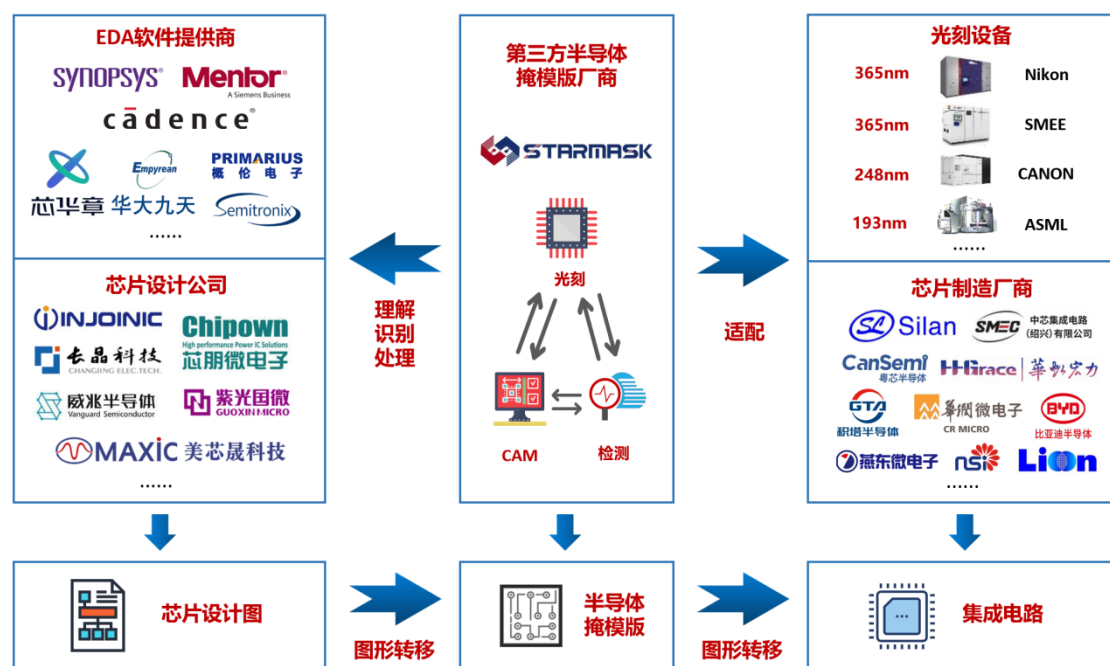 EDA软件提供商
SYNOPSYS®
Mentor®
A Siemens Business
cādence®
芯华章
Empyrean
华大九天
PRIMARIUS
概伦电子
Semitronix
......
芯片设计公司
INJOINIC
Chipown
High performance Power IC Solutions
芯朋微电子
长晶科技
CHANGJING ELEC.TECH.
威兆半导体
Vanguard Semiconductor
紫光国微
GUOXIN MICRO
MAXIC 美芯晟科技
......
理解
识别
处理
第三方半导体
掩模版厂商
STARMASK
光刻
CAM
检测
适配
光刻设备
365nm Nikon
365nm SMEE
248nm CANON
193nm ASML
......
芯片制造厂商
SL Silan
SMEC 中芯集成电路
(绍兴)有限公司
CanSemi
粤芯半导体
HHGrace 華虹宏力
GTA
积塔半导体
華潤微电子
CR MICRO
BYD
比亚迪半导体
燕东微电子
nsi
Lion
......
芯片设计图
图形转移
半导体
掩模版
图形转移
集成电路